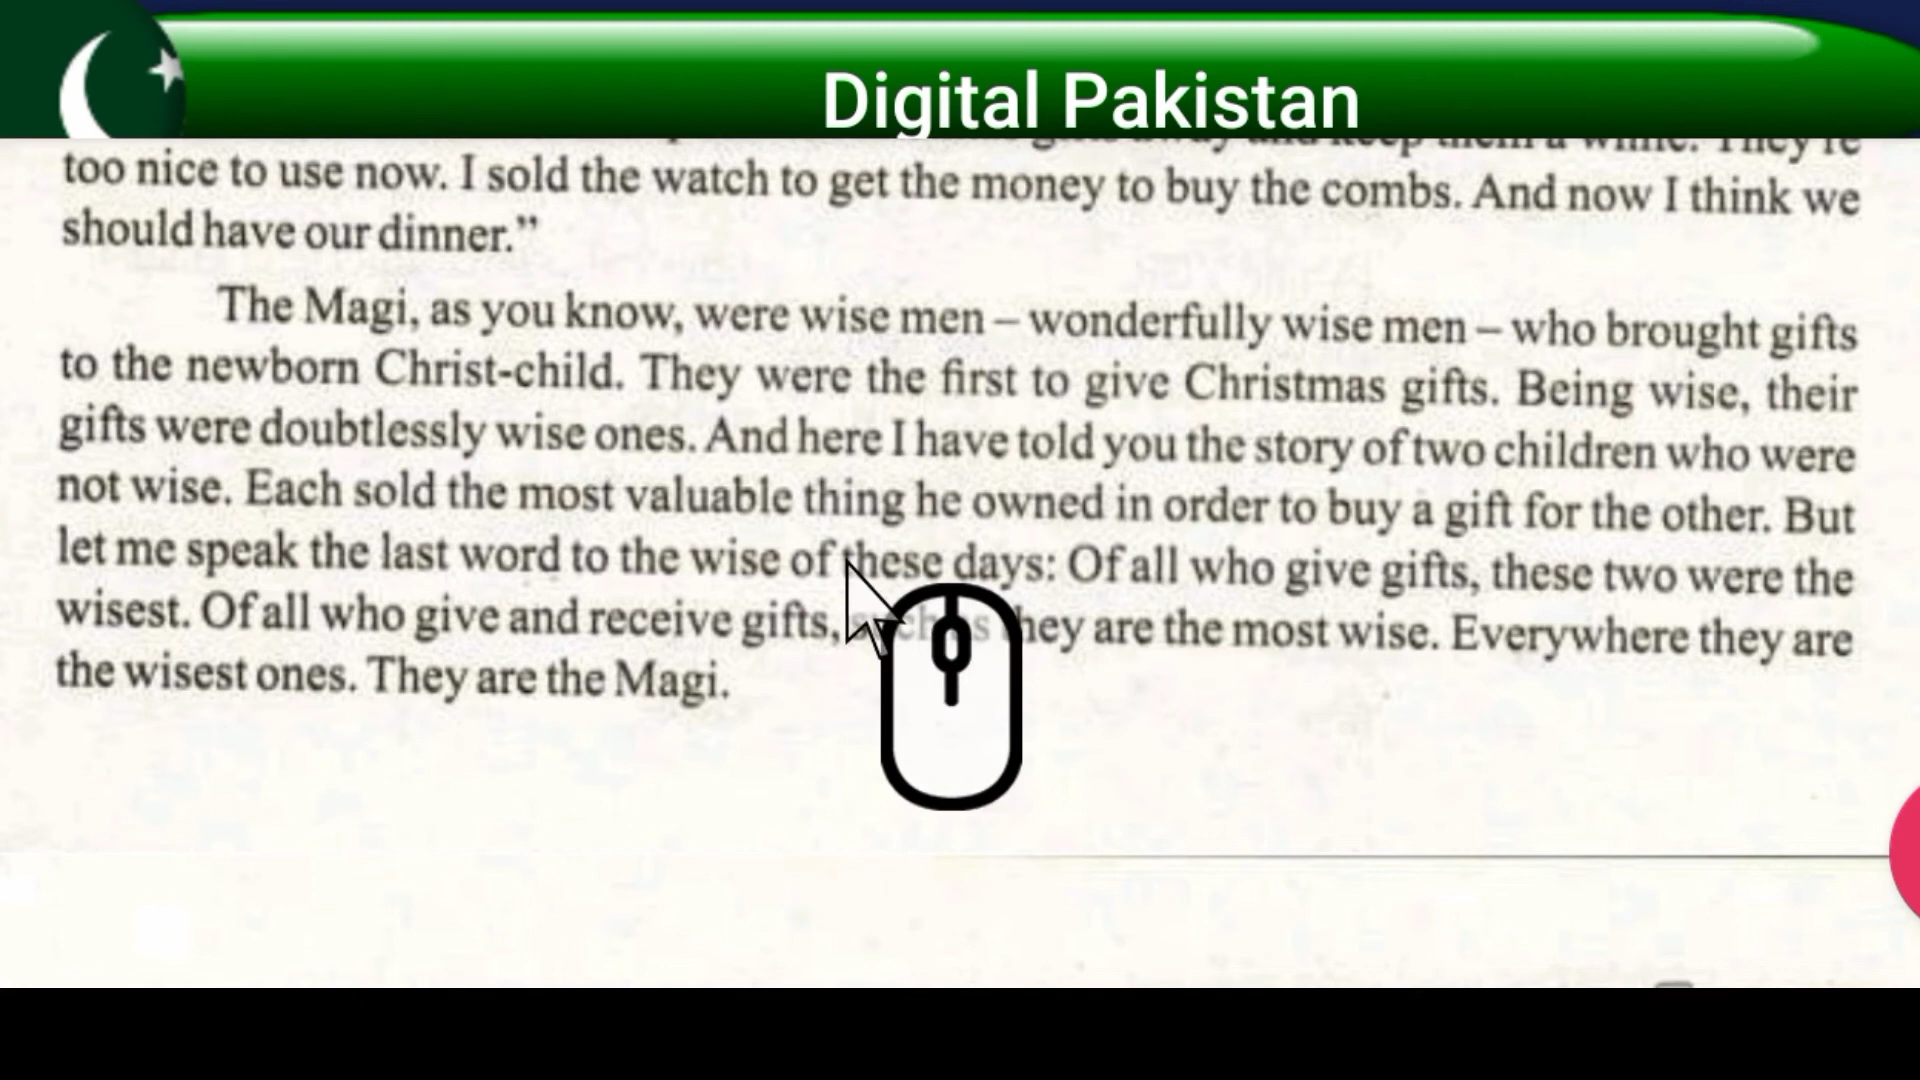 Digital Pakistan
too nice to use now. I sold the watch to get the money to buy the combs. And now I think we
should have our dinner.”
The Magi, as you know, were wise men – wonderfully wise men – who brought gifts
to the newborn Christ-child. They were the first to give Christmas gifts. Being wise, their
gifts were doubtlessly wise ones. And here I have told you the story of two children who were
not wise. Each sold the most valuable thing he owned in order to buy a gift for the other. But
let me speak the last word to the wise of these days: Of all who give gifts, these two were the
wisest. Of all who give and receive gifts, they are the most wise. Everywhere they are
the wisest ones. They are the Magi.